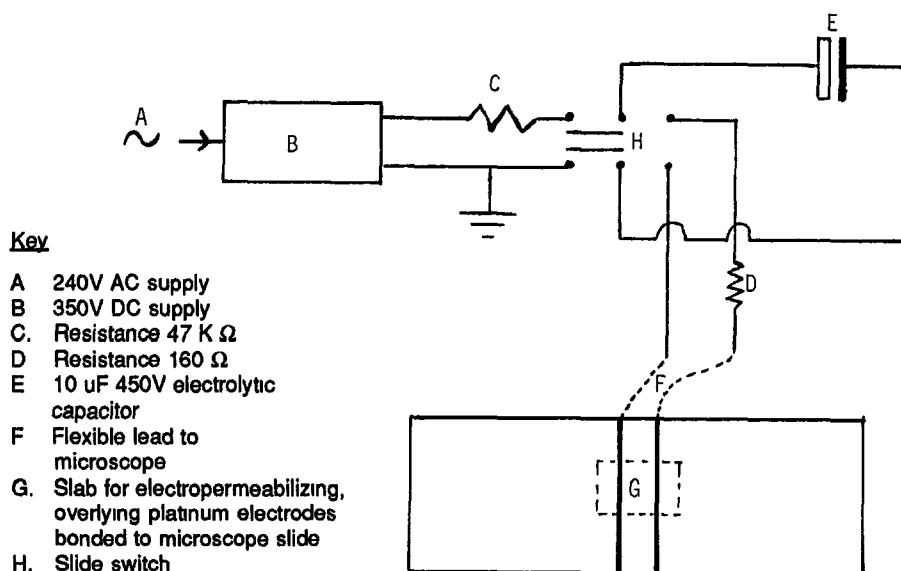 E
C
A
~
B
H
Key
A 240V AC supply
B 350V DC supply
C. Resistance 47 K Ω
D Resistance 160 Ω
E 10 uF 450V electrolytic
capacitor
F Flexible lead to
microscope
G. Slab for electropermeabilizing,
overlying platinum electrodes
bonded to microscope slide
H. Slide switch
D
F
G